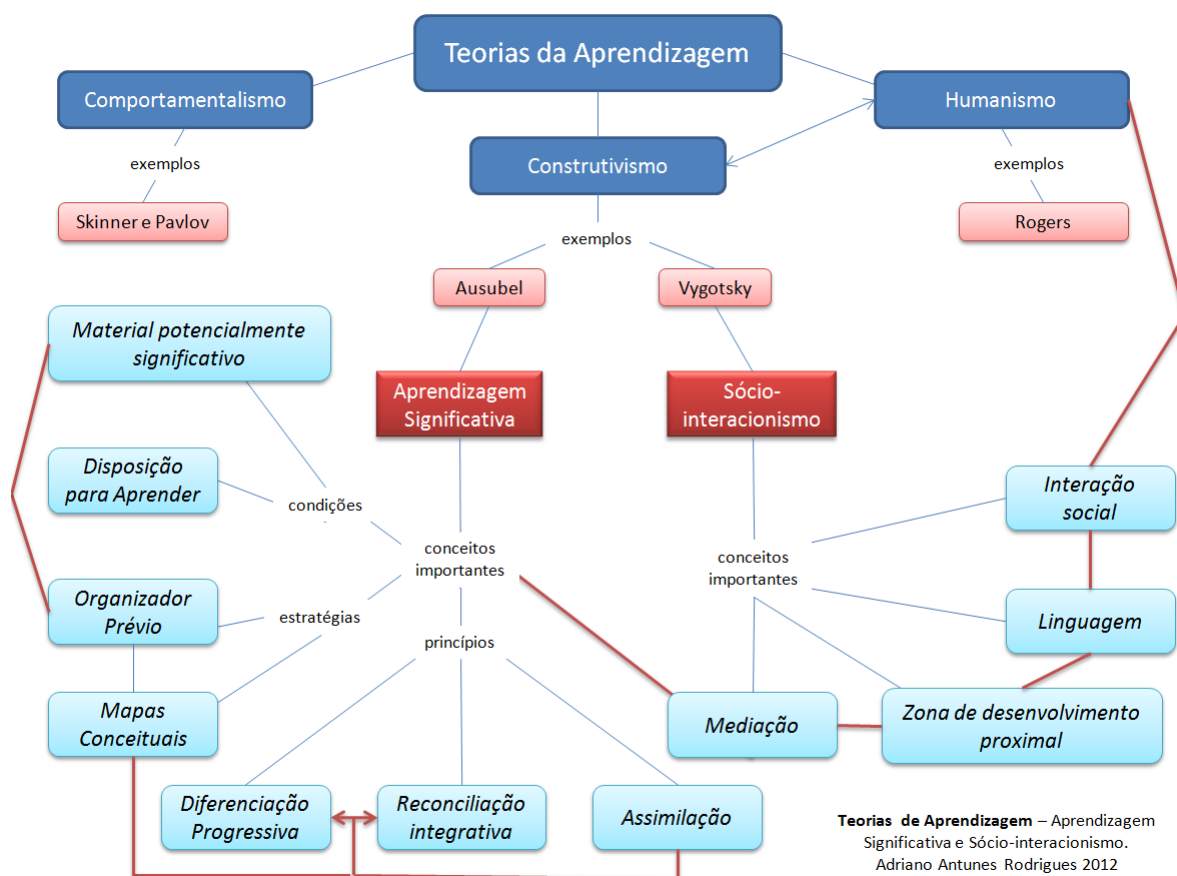 Teorias da Aprendizagem
Comportamentalismo
Humanismo
Construtivismo
exemplos
exemplos
Skinner e Pavlov
Rogers
exemplos
Ausubel
Vygotsky
Material potencialmente
significativo
Aprendizagem
Significativa
Sócio-
interacionismo
Disposição
para Aprender
Interação
social
condições
conceitos
importantes
conceitos
importantes
Organizador
Prévio
estratégias
Linguagem
princípios
Mapas
Conceituais
Mediação
Zona de desenvolvimento
proximal
Diferenciação
Progressiva
Reconciliação
integrativa
Assimilação
Teorias de Aprendizagem – Aprendizagem
Significativa e Sócio-interacionismo.
Adriano Antunes Rodrigues 2012